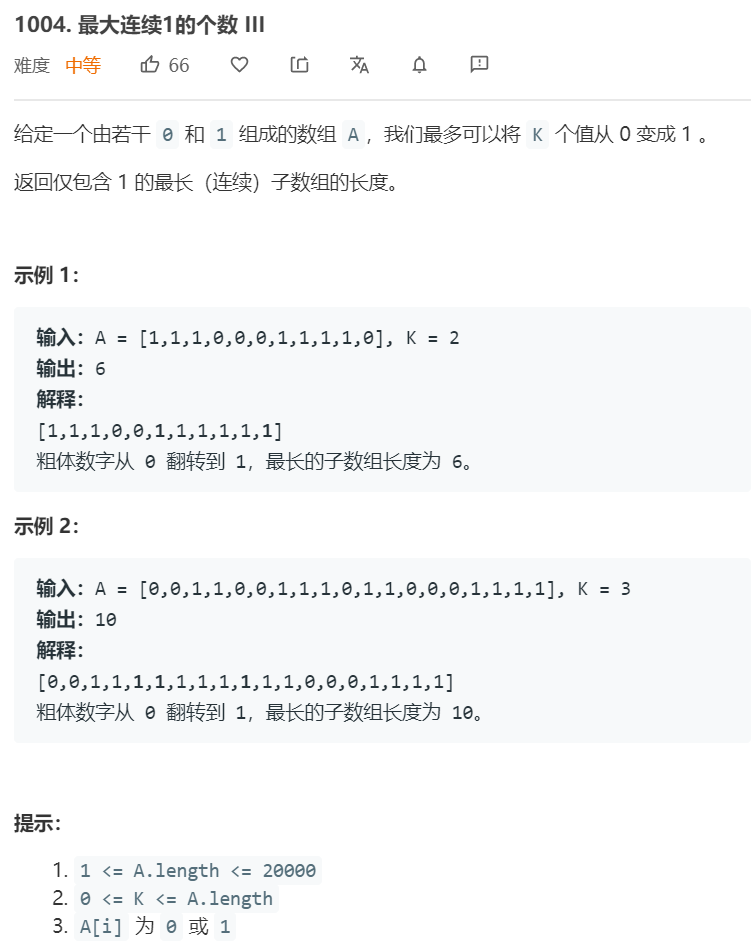 1004. 最大连续1的个数 III
难度 中等 66
给定一个由若干 0 和 1 组成的数组 A，我们最多可以将 K 个值从 0 变成 1 。
返回仅包含 1 的最长（连续）子数组的长度。
示例 1：
输入：A = [1,1,1,0,0,0,1,1,1,1,0], K = 2
输出：6
解释：
[1,1,1,0,0,1,1,1,1,1,1]
粗体数字从 0 翻转到 1，最长的子数组长度为 6。
示例 2：
输入：A = [0,0,1,1,0,0,1,1,1,0,1,1,0,0,0,1,1,1,1], K = 3
输出：10
解释：
[0,0,1,1,1,1,1,1,1,1,1,1,0,0,0,1,1,1,1]
粗体数字从 0 翻转到 1，最长的子数组长度为 10。
提示：
1. 1 <= A.length <= 20000
2. 0 <= K <= A.length
3. A[i] 为 0 或 1